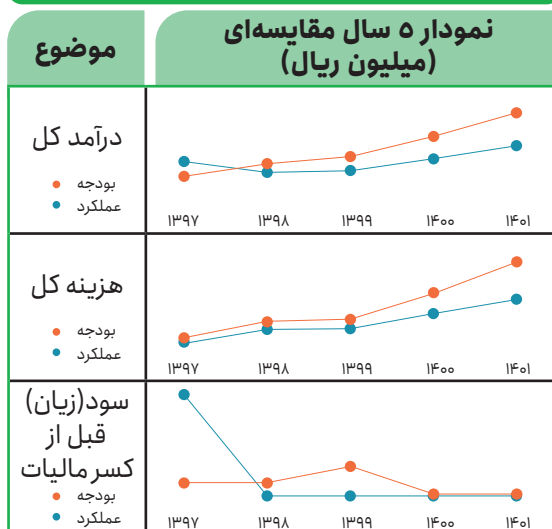 موضوع
نمودار ۵ سال مقایسه‌ای
(میلیون ریال)
درآمد کل
بودجه
عملکرد
۱۳۹۷ ۱۳۹۸ ۱۳۹۹ ۱۴۰۰ ۱۴۰۱
هزینه کل
بودجه
عملکرد
۱۳۹۷ ۱۳۹۸ ۱۳۹۹ ۱۴۰۰ ۱۴۰۱
سود(زیان)
قبل از
کسر مالیات
بودجه
عملکرد
۱۳۹۷ ۱۳۹۸ ۱۳۹۹ ۱۴۰۰ ۱۴۰۱